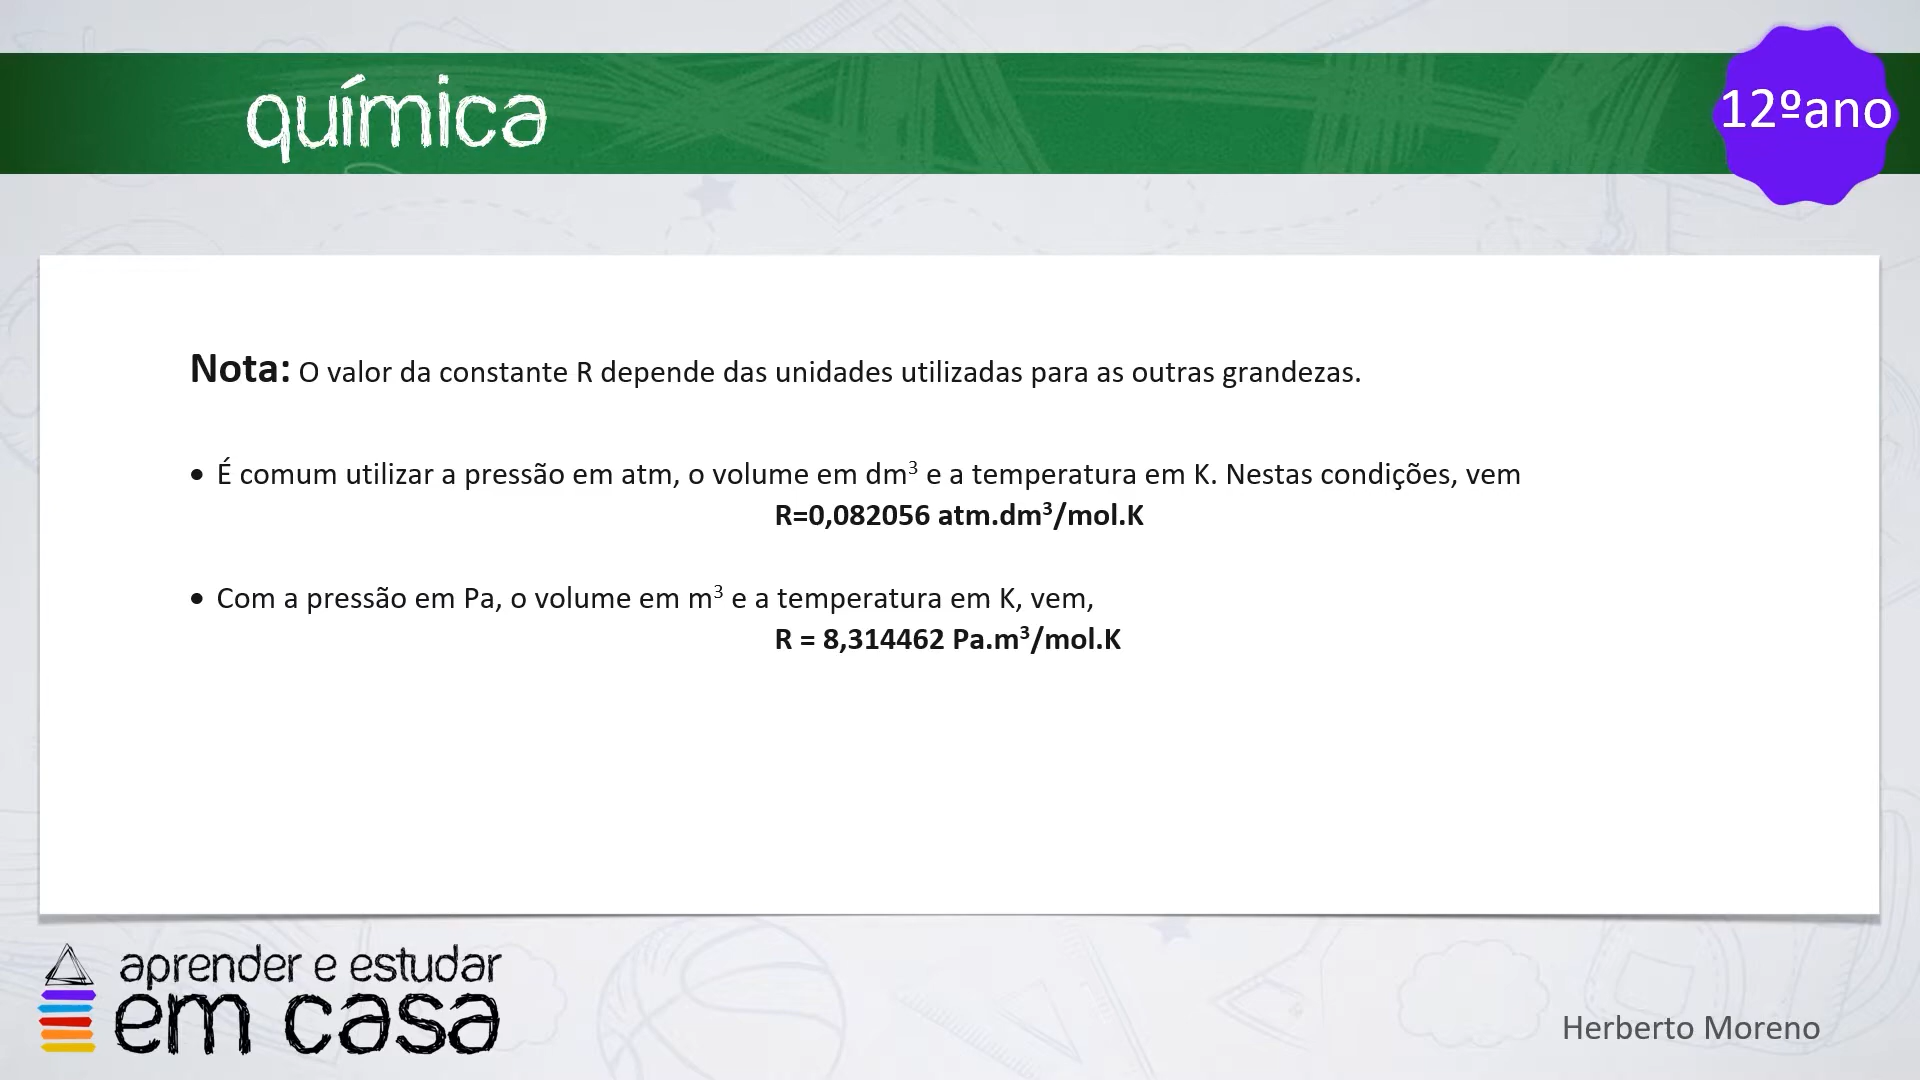 química
12ºano
Nota: O valor da constante R depende das unidades utilizadas para as outras grandezas.
• É comum utilizar a pressão em atm, o volume em dm³ e a temperatura em K. Nestas condições, vem
R=0,082056 atm.dm³/mol.K
• Com a pressão em Pa, o volume em m³ e a temperatura em K, vem,
R = 8,314462 Pa.m³/mol.K
aprender e estudar
em casa
Herberto Moreno